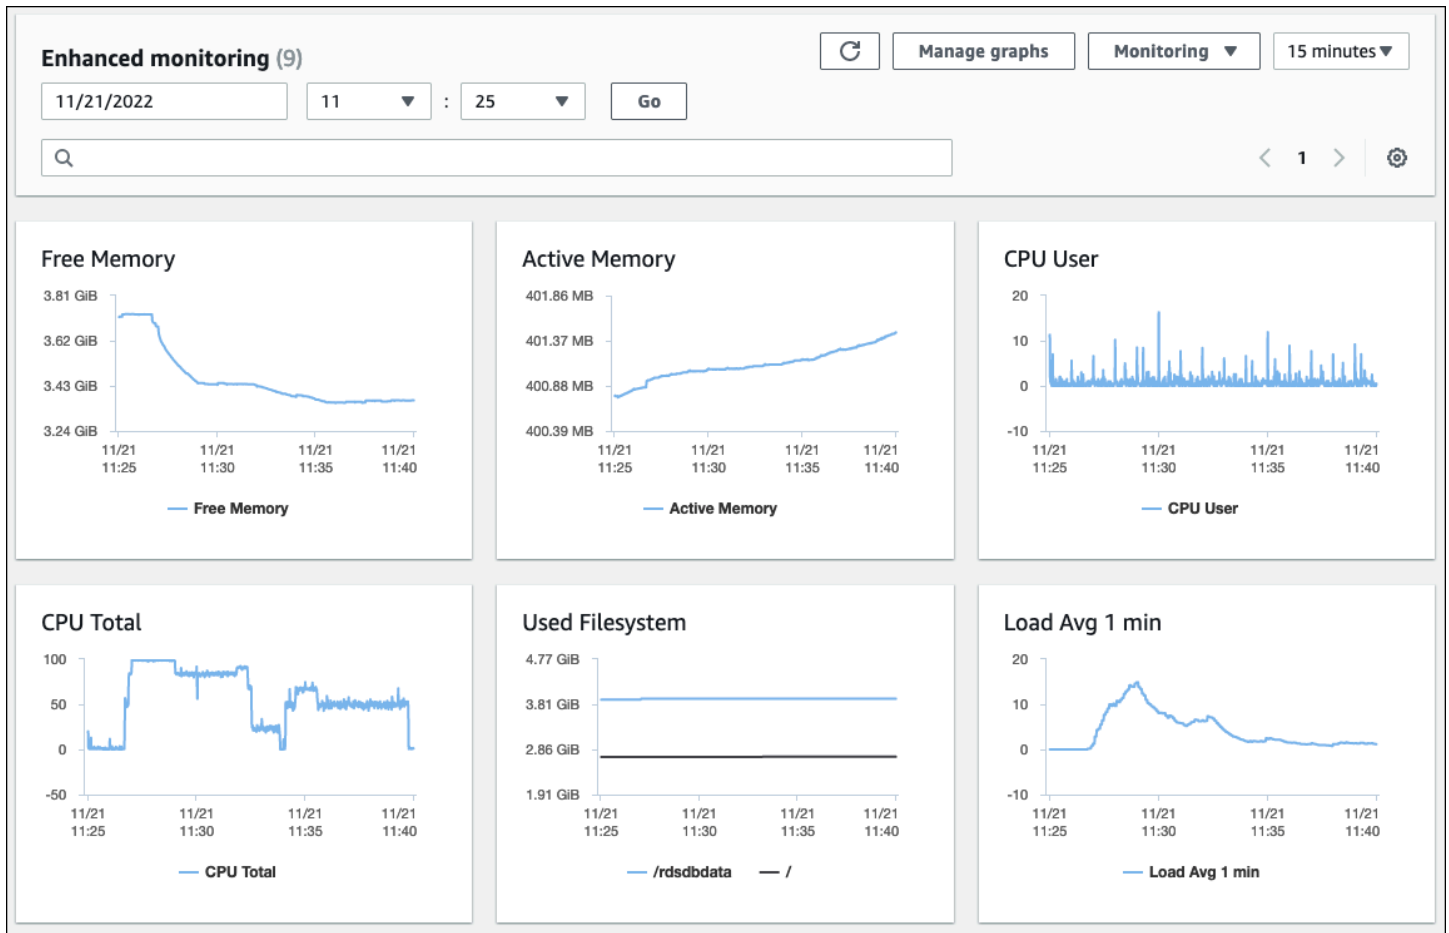 Enhanced monitoring (9)
Manage graphs
Monitoring
15 minutes
11/21/2022
11
:
25
Go
1
Free Memory
3.81 GiB
3.62 GiB
3.43 GiB
3.24 GiB
11/21 11/21 11/21 11/21
11:25 11:30 11:35 11:40
Free Memory
Active Memory
401.86 MB
401.37 MB
400.88 MB
400.39 MB
11/21 11/21 11/21 11/21
11:25 11:30 11:35 11:40
Active Memory
CPU User
20
10
0
-10
11/21 11/21 11/21 11/21
11:25 11:30 11:35 11:40
CPU User
CPU Total
100
50
0
-50
11/21 11/21 11/21 11/21
11:25 11:30 11:35 11:40
CPU Total
Used Filesystem
4.77 GiB
3.81 GiB
2.86 GiB
1.91 GiB
11/21 11/21 11/21 11/21
11:25 11:30 11:35 11:40
/rdsdbdata /
Load Avg 1 min
20
10
0
-10
11/21 11/21 11/21 11/21
11:25 11:30 11:35 11:40
Load Avg 1 min